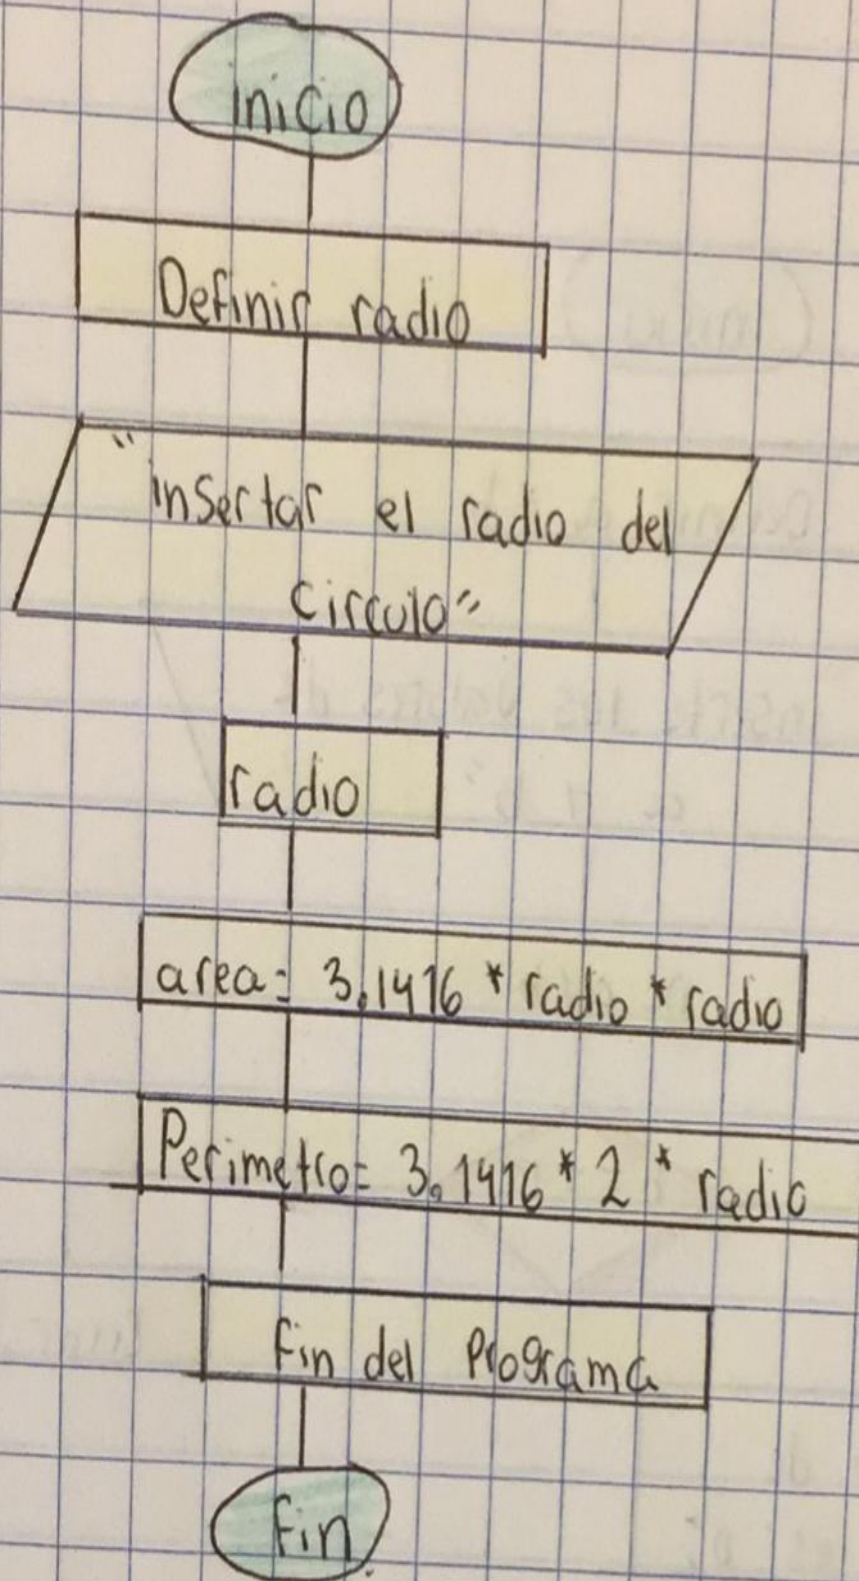 inicio
Definir radio
"insertar el radio del
circulo"
radio
area= 3.1416 * radio * radio
Perimetro= 3.1416 * 2 * radio
fin del programa
fin.